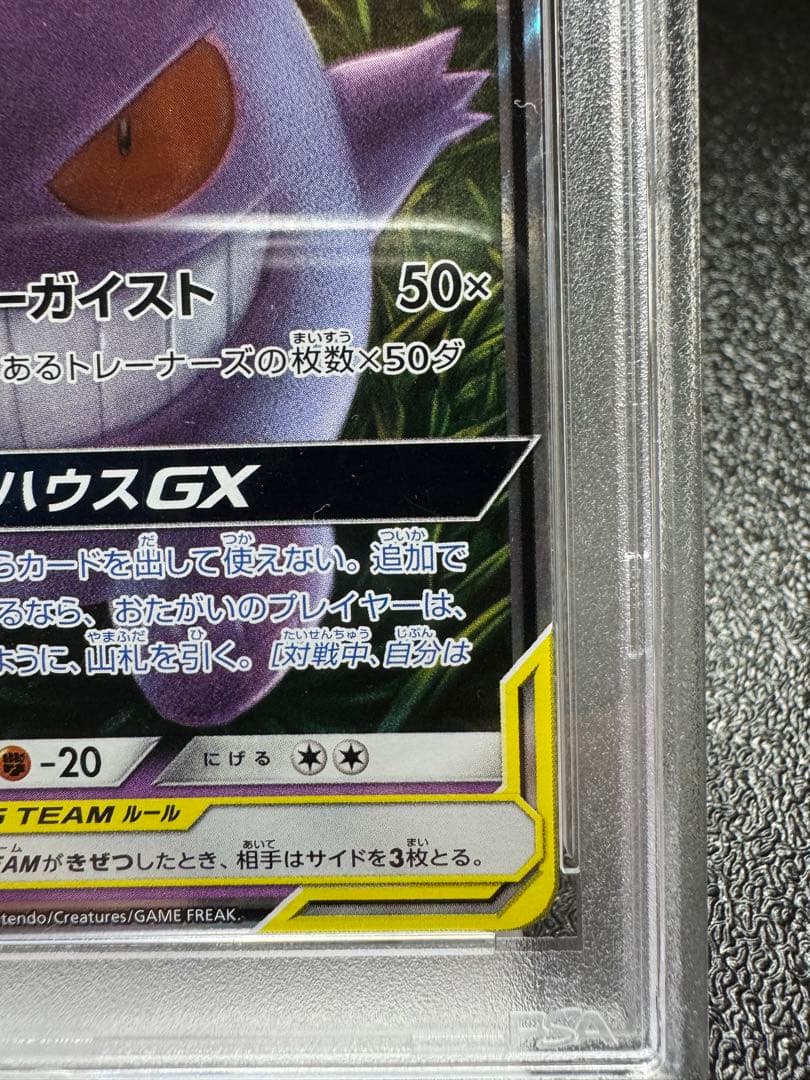 ーガイスト 50×
まいすう
あるトレーナーズの枚数×50ダ
ハウスGX
だ つか ついか
らカードを出して使えない。追加で
るなら、おたがいのプレイヤーは、
やまふだ ひ たいせんちゅう じぶん
ように、山札を引く。[対戦中、自分は
-20 にげる
G TEAM ルール
ーム あいて まい
EAMがきぜつしたとき、相手はサイドを3枚とる。
ntendo/Creatures/GAME FREAK.
PSA